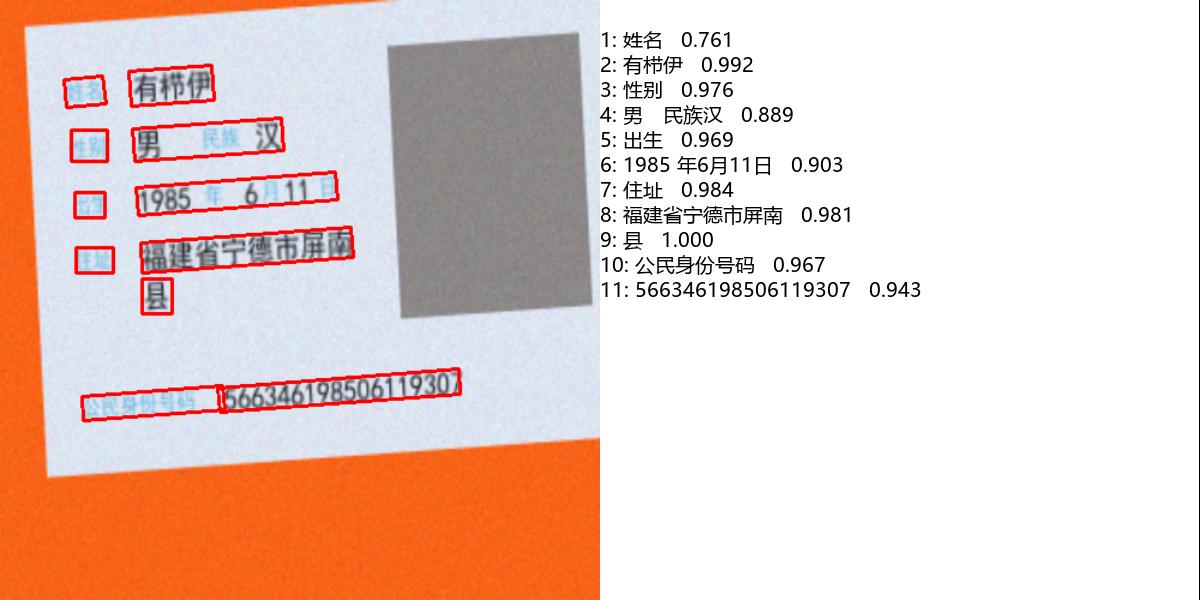 姓名 有栉伊
性别 男 民族 汉
出生 1985 年 6月11日
住址 福建省宁德市屏南
县
公民身份号码 566346198506119307
1: 姓名 0.761
2: 有栉伊 0.992
3: 性别 0.976
4: 男 民族汉 0.889
5: 出生 0.969
6: 1985 年6月11日 0.903
7: 住址 0.984
8: 福建省宁德市屏南 0.981
9: 县 1.000
10: 公民身份号码 0.967
11: 566346198506119307 0.943